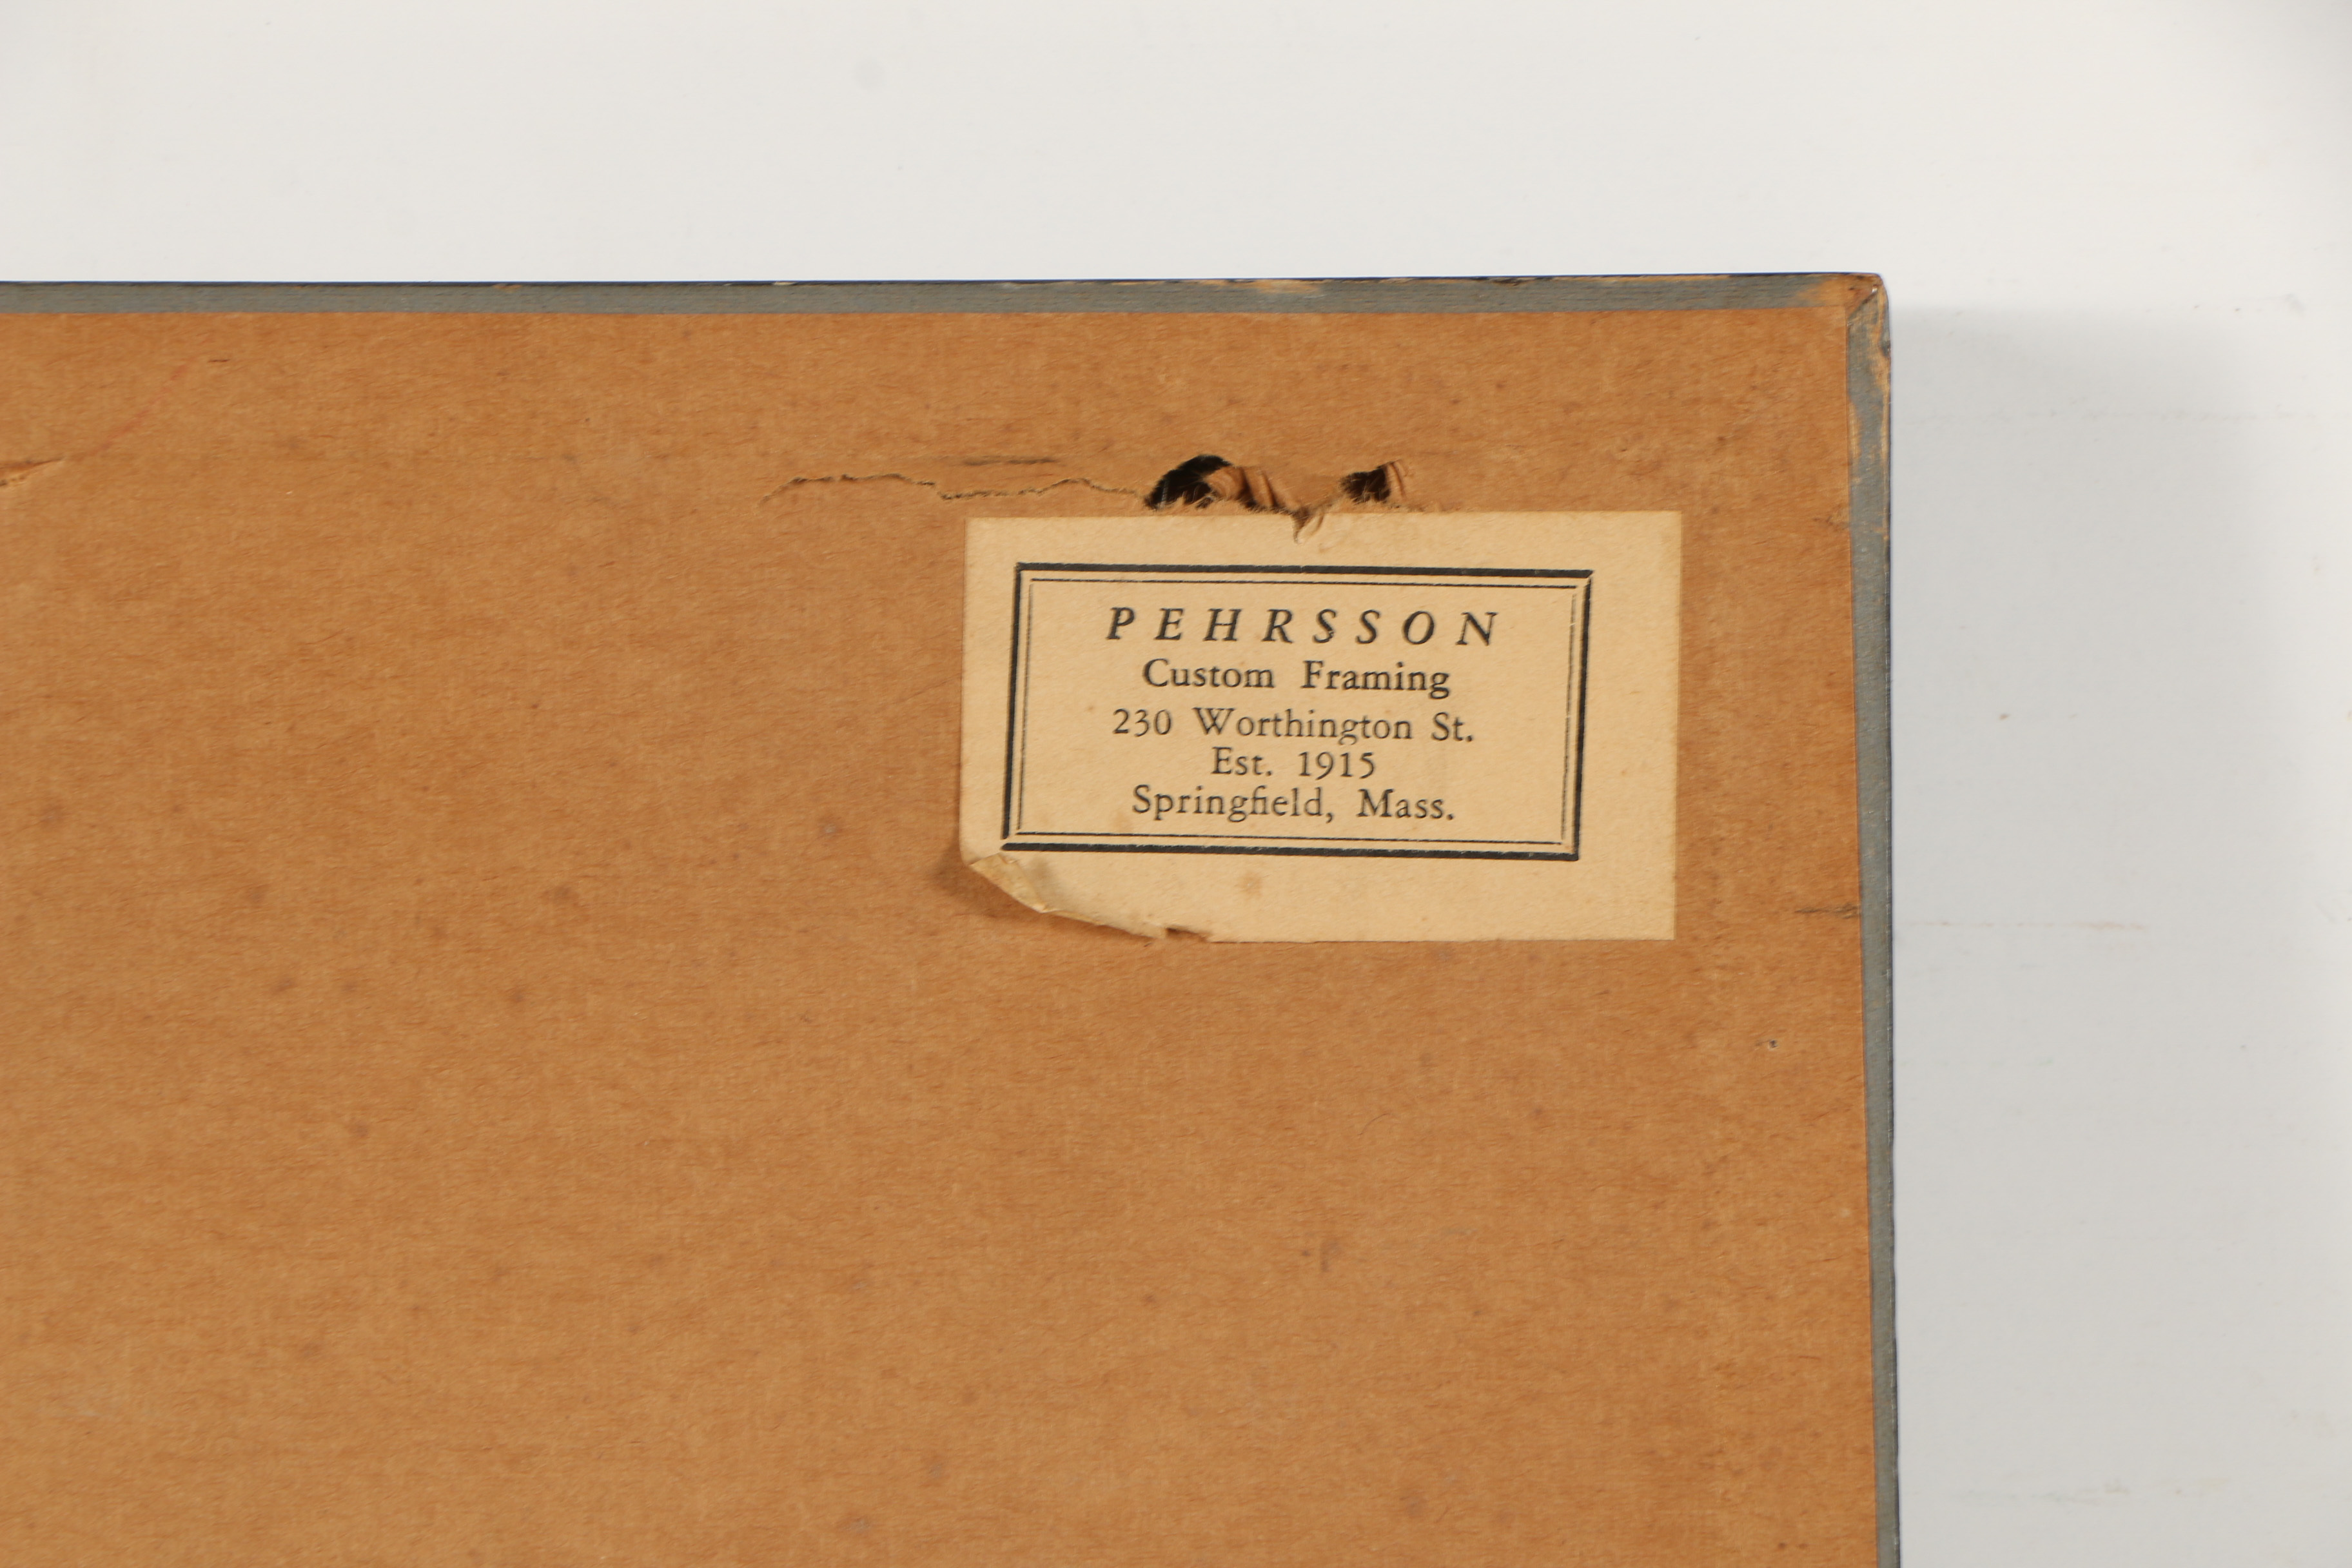 PEHRSSON
Custom Framing
230 Worthington St.
Est. 1915
Springfield, Mass.